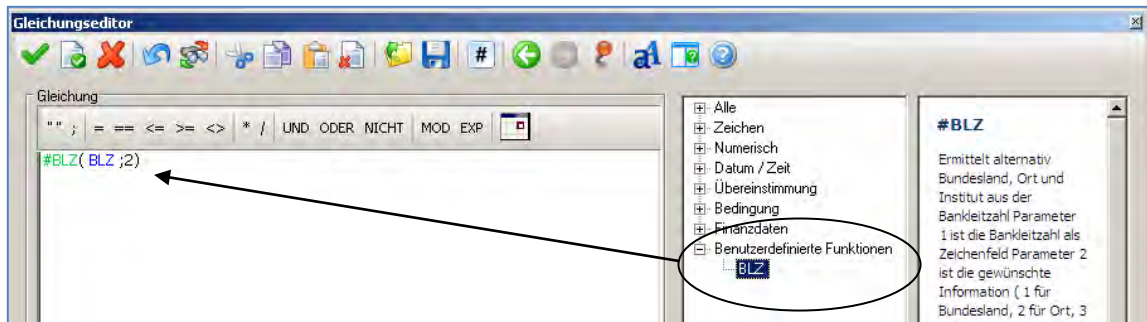 Gleichungseditor
#
a1
Gleichung
"" ; = == <= >= <> * / UND ODER NICHT MOD EXP
#BLZ( BLZ ;2)
Alle
Zeichen
Numerisch
Datum / Zeit
Übereinstimmung
Bedingung
Finanzdaten
Benutzerdefinierte Funktionen
BLZ
#BLZ
Ermittelt alternativ
Bundesland, Ort und
Institut aus der
Bankleitzahl Parameter
1 ist die Bankleitzahl als
Zeichenfeld Parameter 2
ist die gewünschte
Information ( 1 für
Bundesland, 2 für Ort, 3